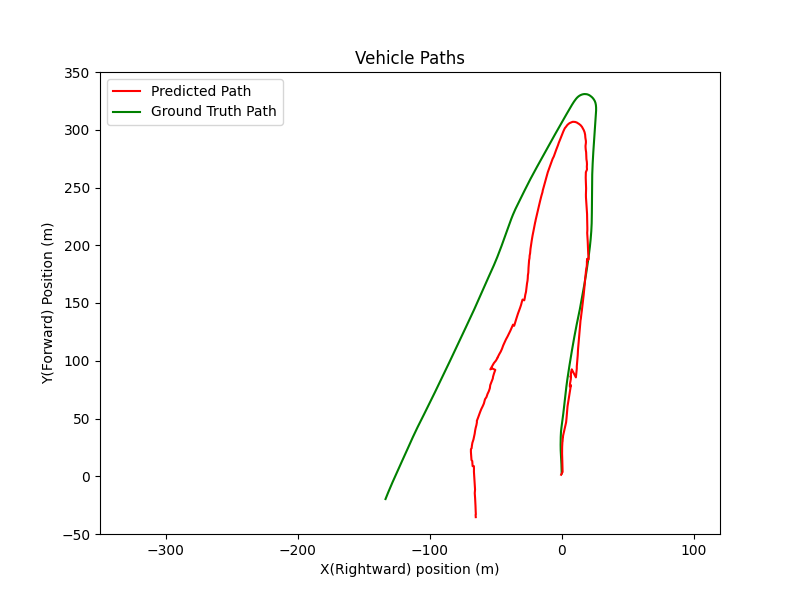 Vehicle Paths
Predicted Path
Ground Truth Path
350
300
250
200
150
100
50
0
−50
Y(Forward) Position (m)
−300
−200
−100
0
100
X(Rightward) position (m)